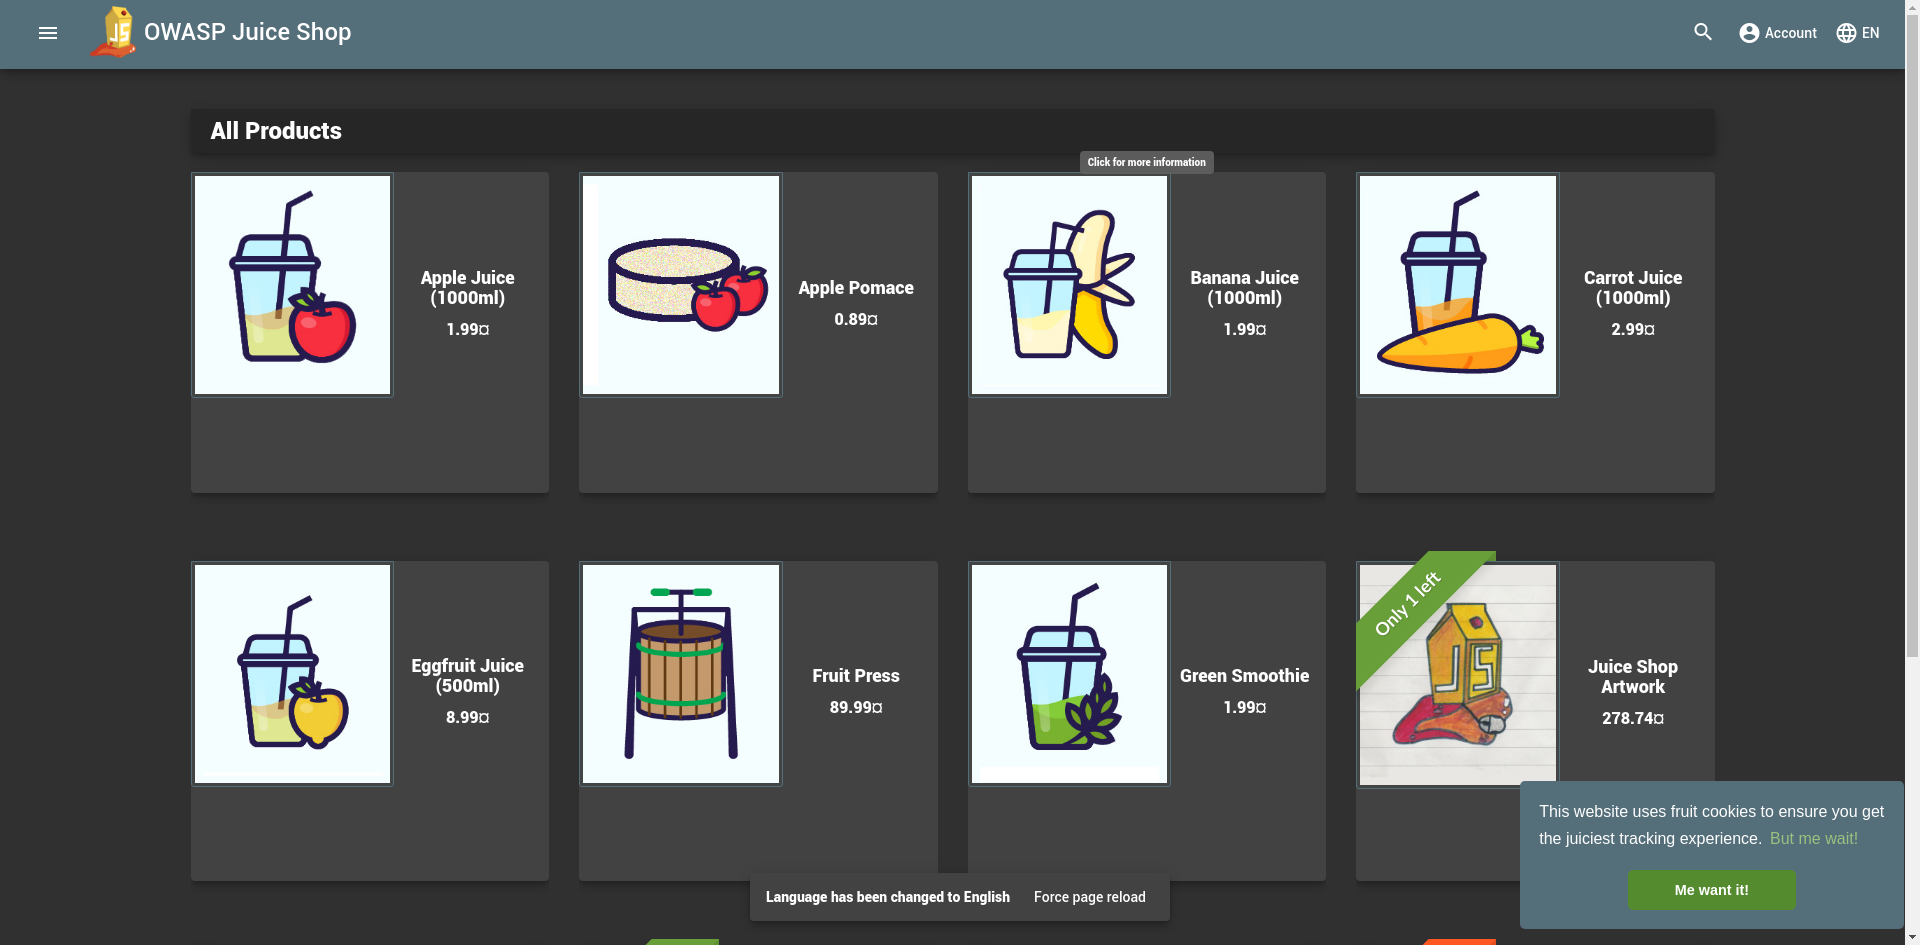 OWASP Juice Shop
Account
EN
All Products
Click for more information
Apple Juice
(1000ml)
1.99¤
Apple Pomace
0.89¤
Banana Juice
(1000ml)
1.99¤
Carrot Juice
(1000ml)
2.99¤
Eggfruit Juice
(500ml)
8.99¤
Fruit Press
89.99¤
Green Smoothie
1.99¤
Only 1 left
JS
Juice Shop
Artwork
278.74¤
This website uses fruit cookies to ensure you get
the juiciest tracking experience. But me wait!
Me want it!
Language has been changed to English
Force page reload